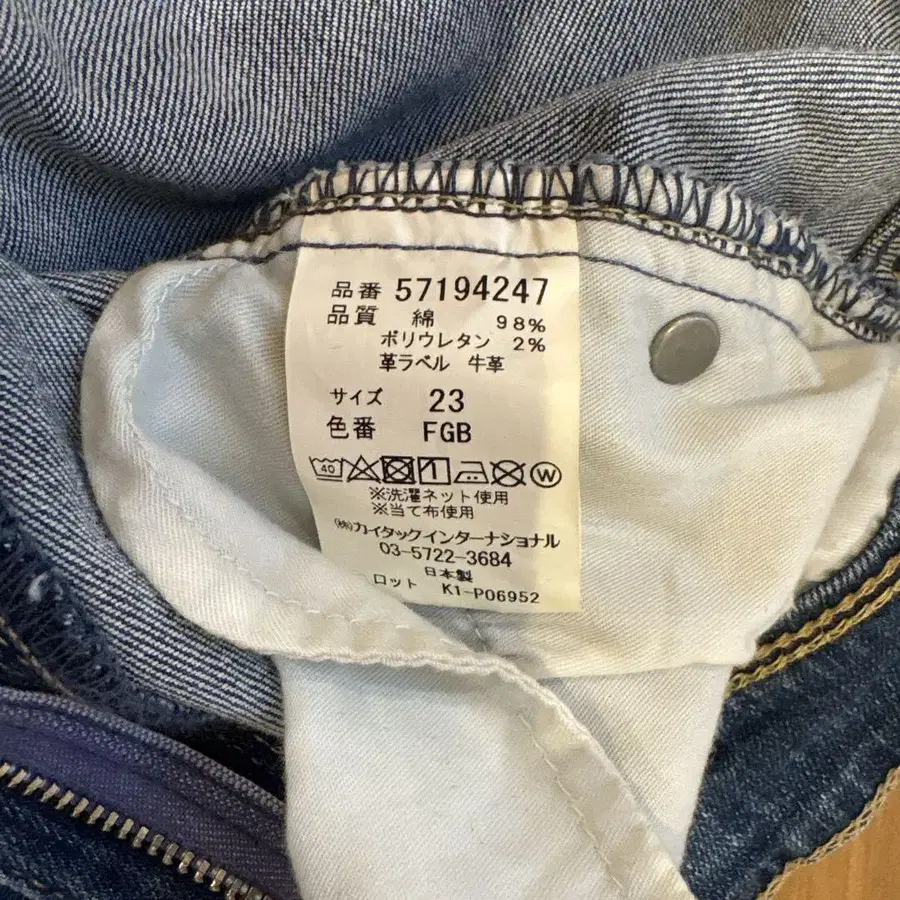 品番 57194247
品質 綿 98%
ポリウレタン 2%
革ラベル 牛革
サイズ 23
色番 FGB
40 W
※洗濯ネット使用
※当て布使用
㈱カイタックインターナショナル
03-5722-3684
日本製
ロット K1-P06952